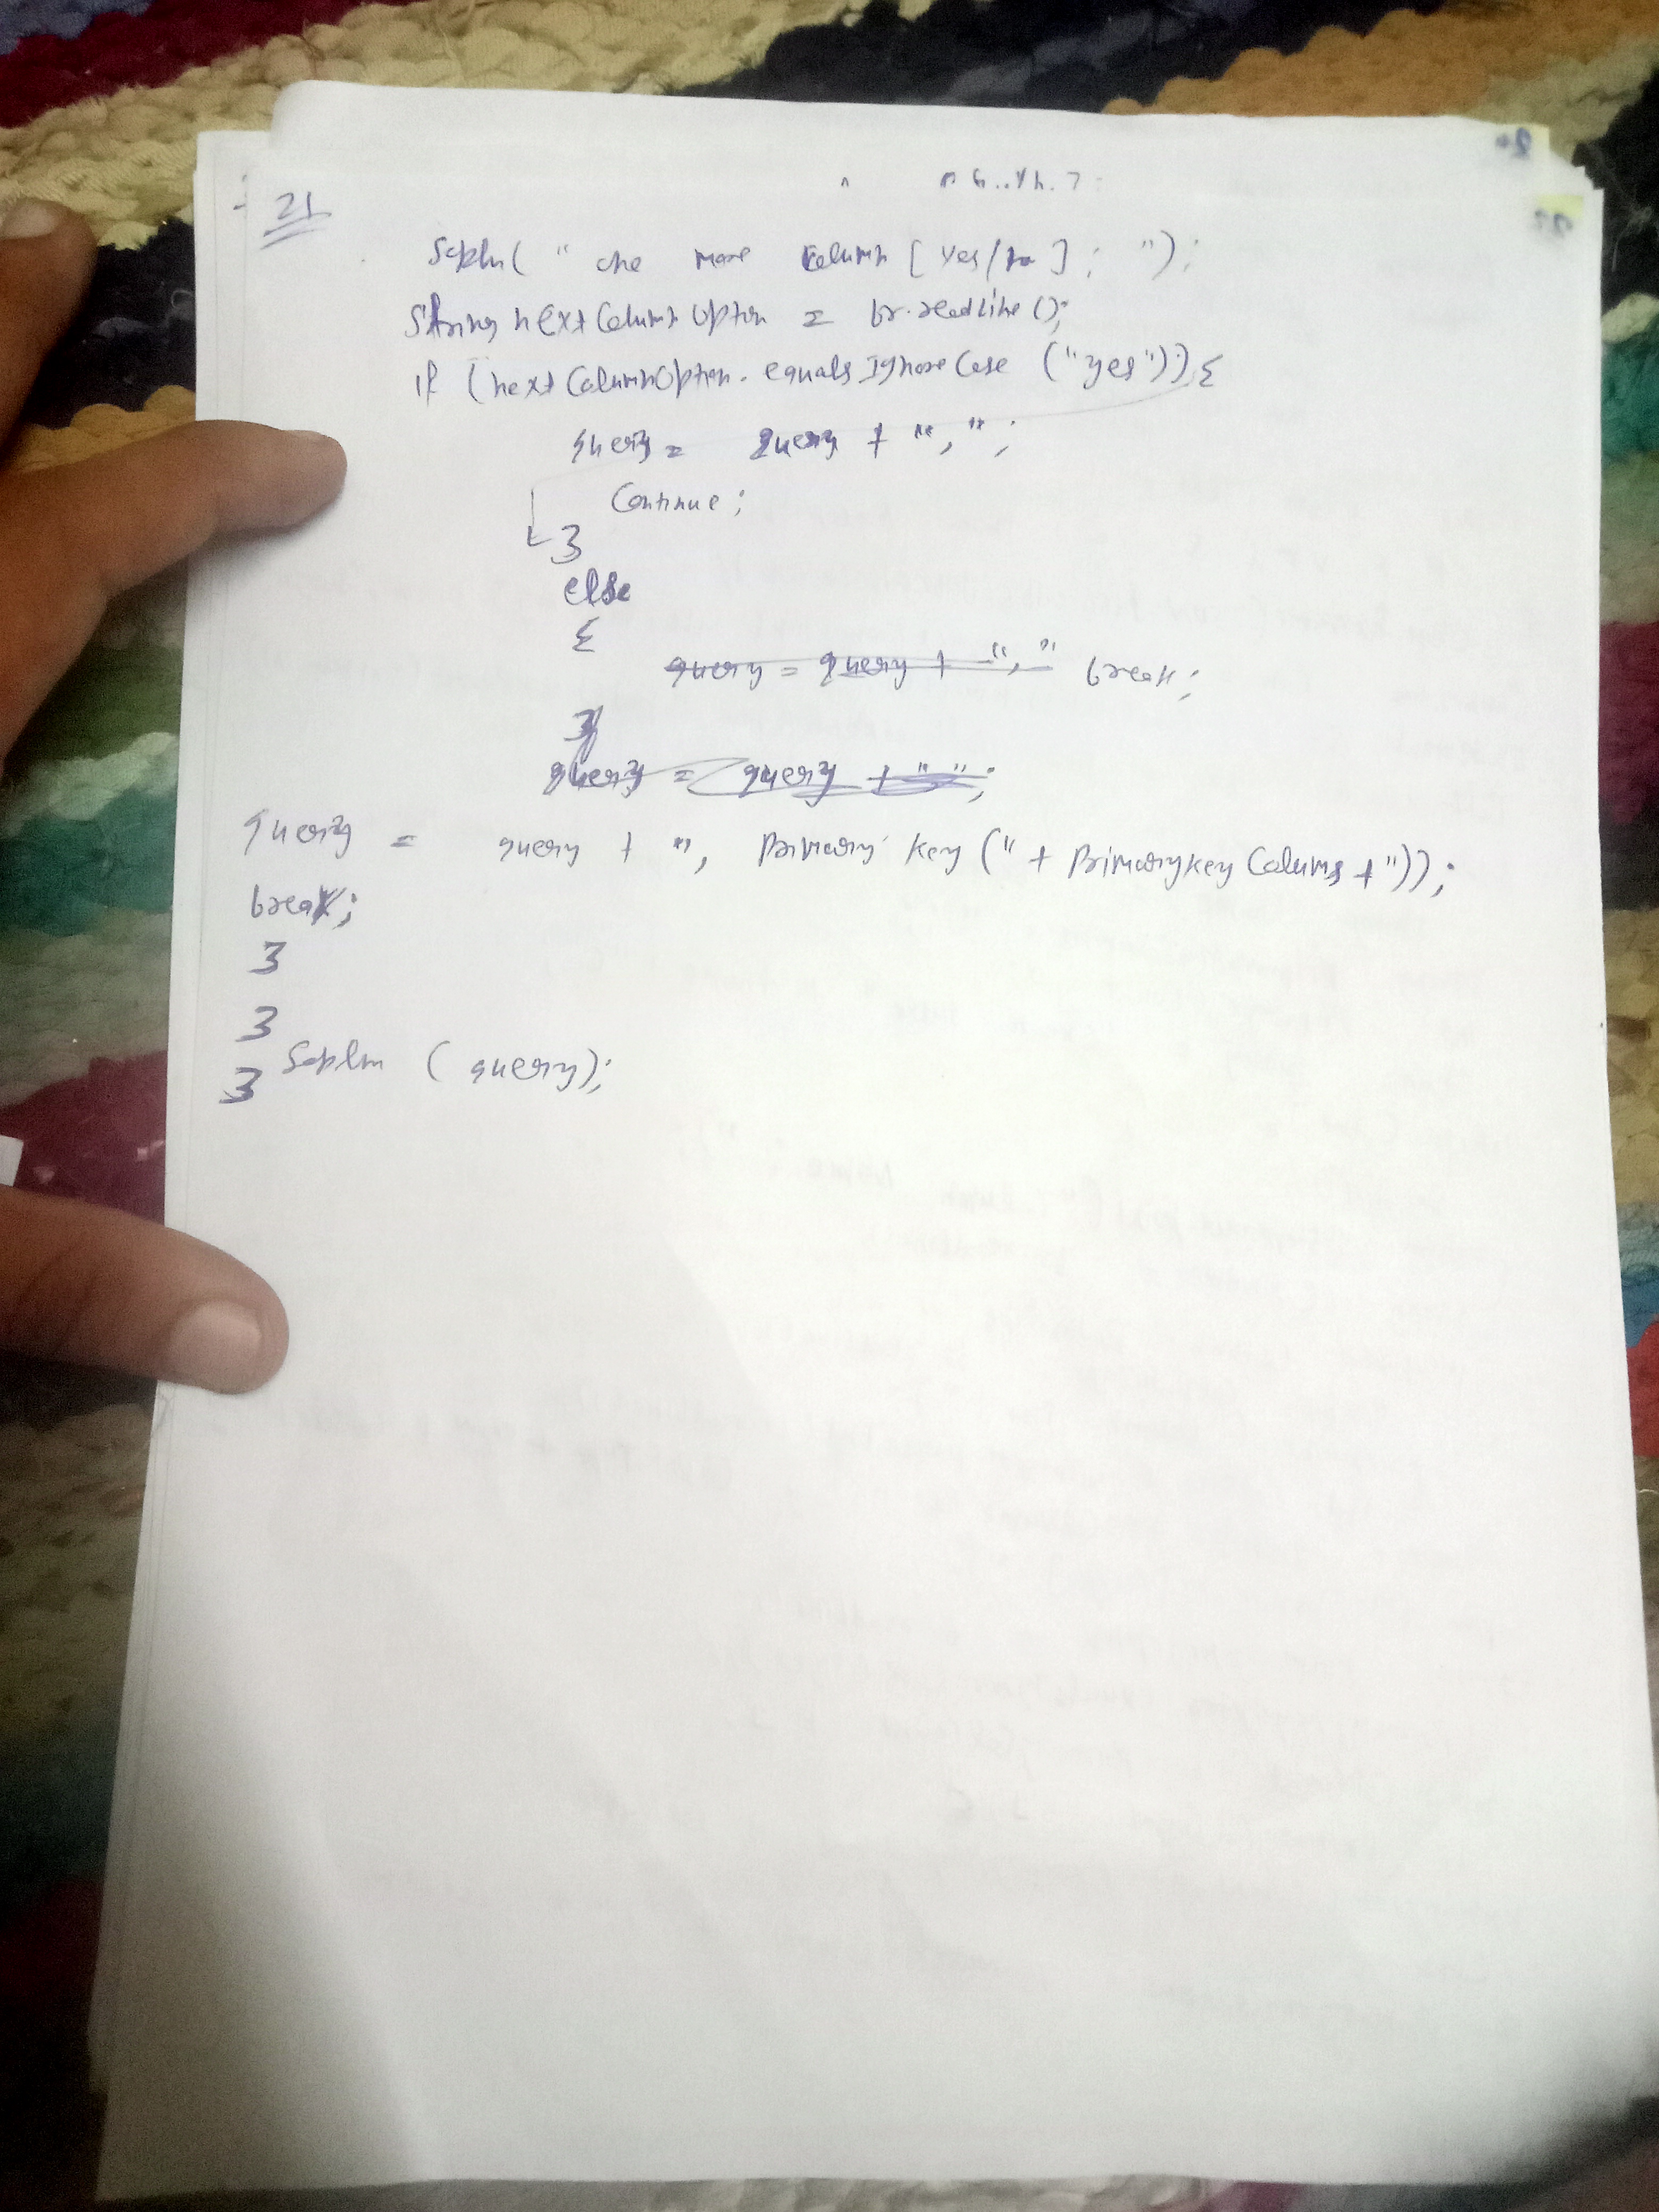 21
Sopln( " one more column [ yes/no ] ; " );
String nextColumnOption = br.readLine ();
if (nextColumnOption. equalsIgnoreCase ("yes")) {
query = query + ",";
Continue;
}
else
{
query = query + "," break;
}
query = query + " ";
query = query + ", Primary key (" + PrimarykeyColums + "));
break;
}
}
Sopln ( query);
}